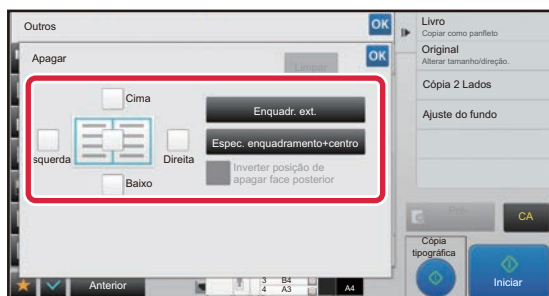 Outros
OK
Apagar
Limpar
OK
Cima
Enquadr. ext.
squerda
Direita
Espec. enquadramento+centro
Inverter posição de
apagar face posterior
Baixo
Anterior
3 B4
4 A3
A4
Livro
Copiar como panfleto
Original
Alterar tamanho/direção.
Cópia 2 Lados
Ajuste do fundo
CA
Cópia
tipográfica
Iniciar